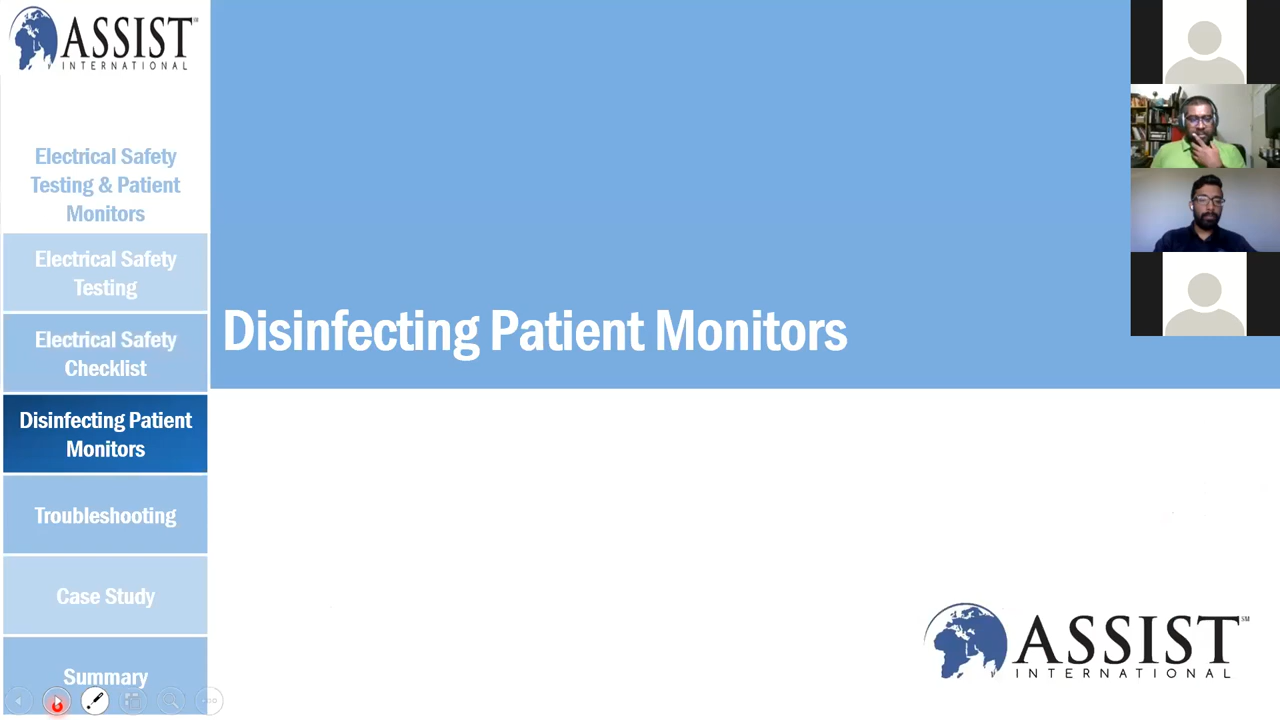 ASSIST
INTERNATIONAL
Electrical Safety
Testing & Patient
Monitors
Electrical Safety
Testing
Electrical Safety
Checklist
Disinfecting Patient
Monitors
Troubleshooting
Case Study
Summary
Disinfecting Patient Monitors
ASSIST SM
INTERNATIONAL